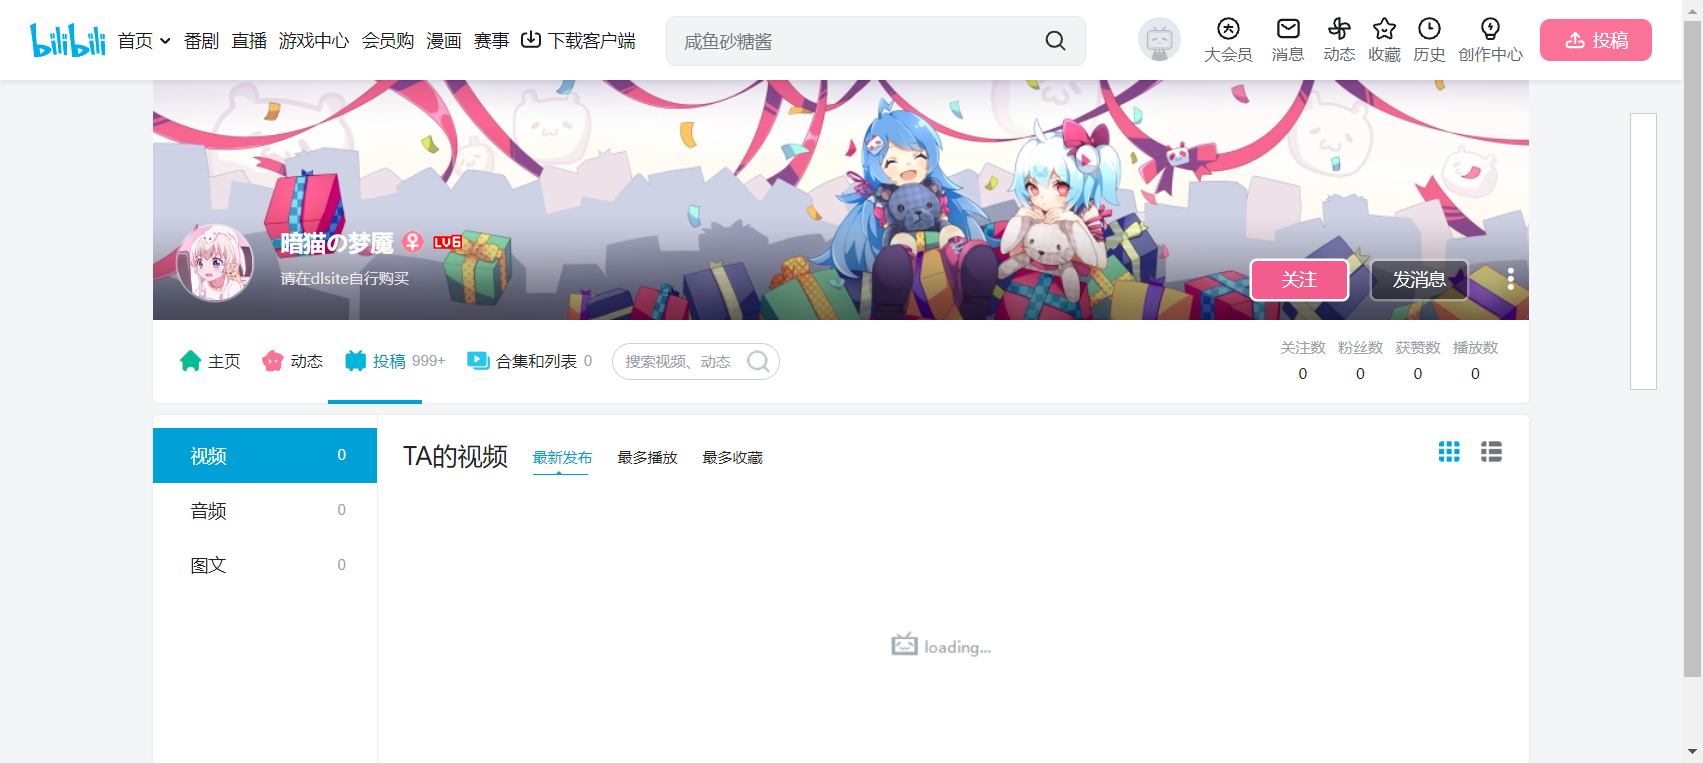 bilibili 首页 番剧 直播 游戏中心 会员购 漫画 赛事 下载客户端 咸鱼砂糖酱 大会员 消息 动态 收藏 历史 创作中心 投稿
暗猫の梦魇 LV6
请在dlsite自行购买
关注 发消息
主页 动态 投稿 999+ 合集和列表 0 搜索视频、动态
关注数 粉丝数 获赞数 播放数
0 0 0 0
视频 0
音频 0
图文 0
TA的视频 最新发布 最多播放 最多收藏
loading...